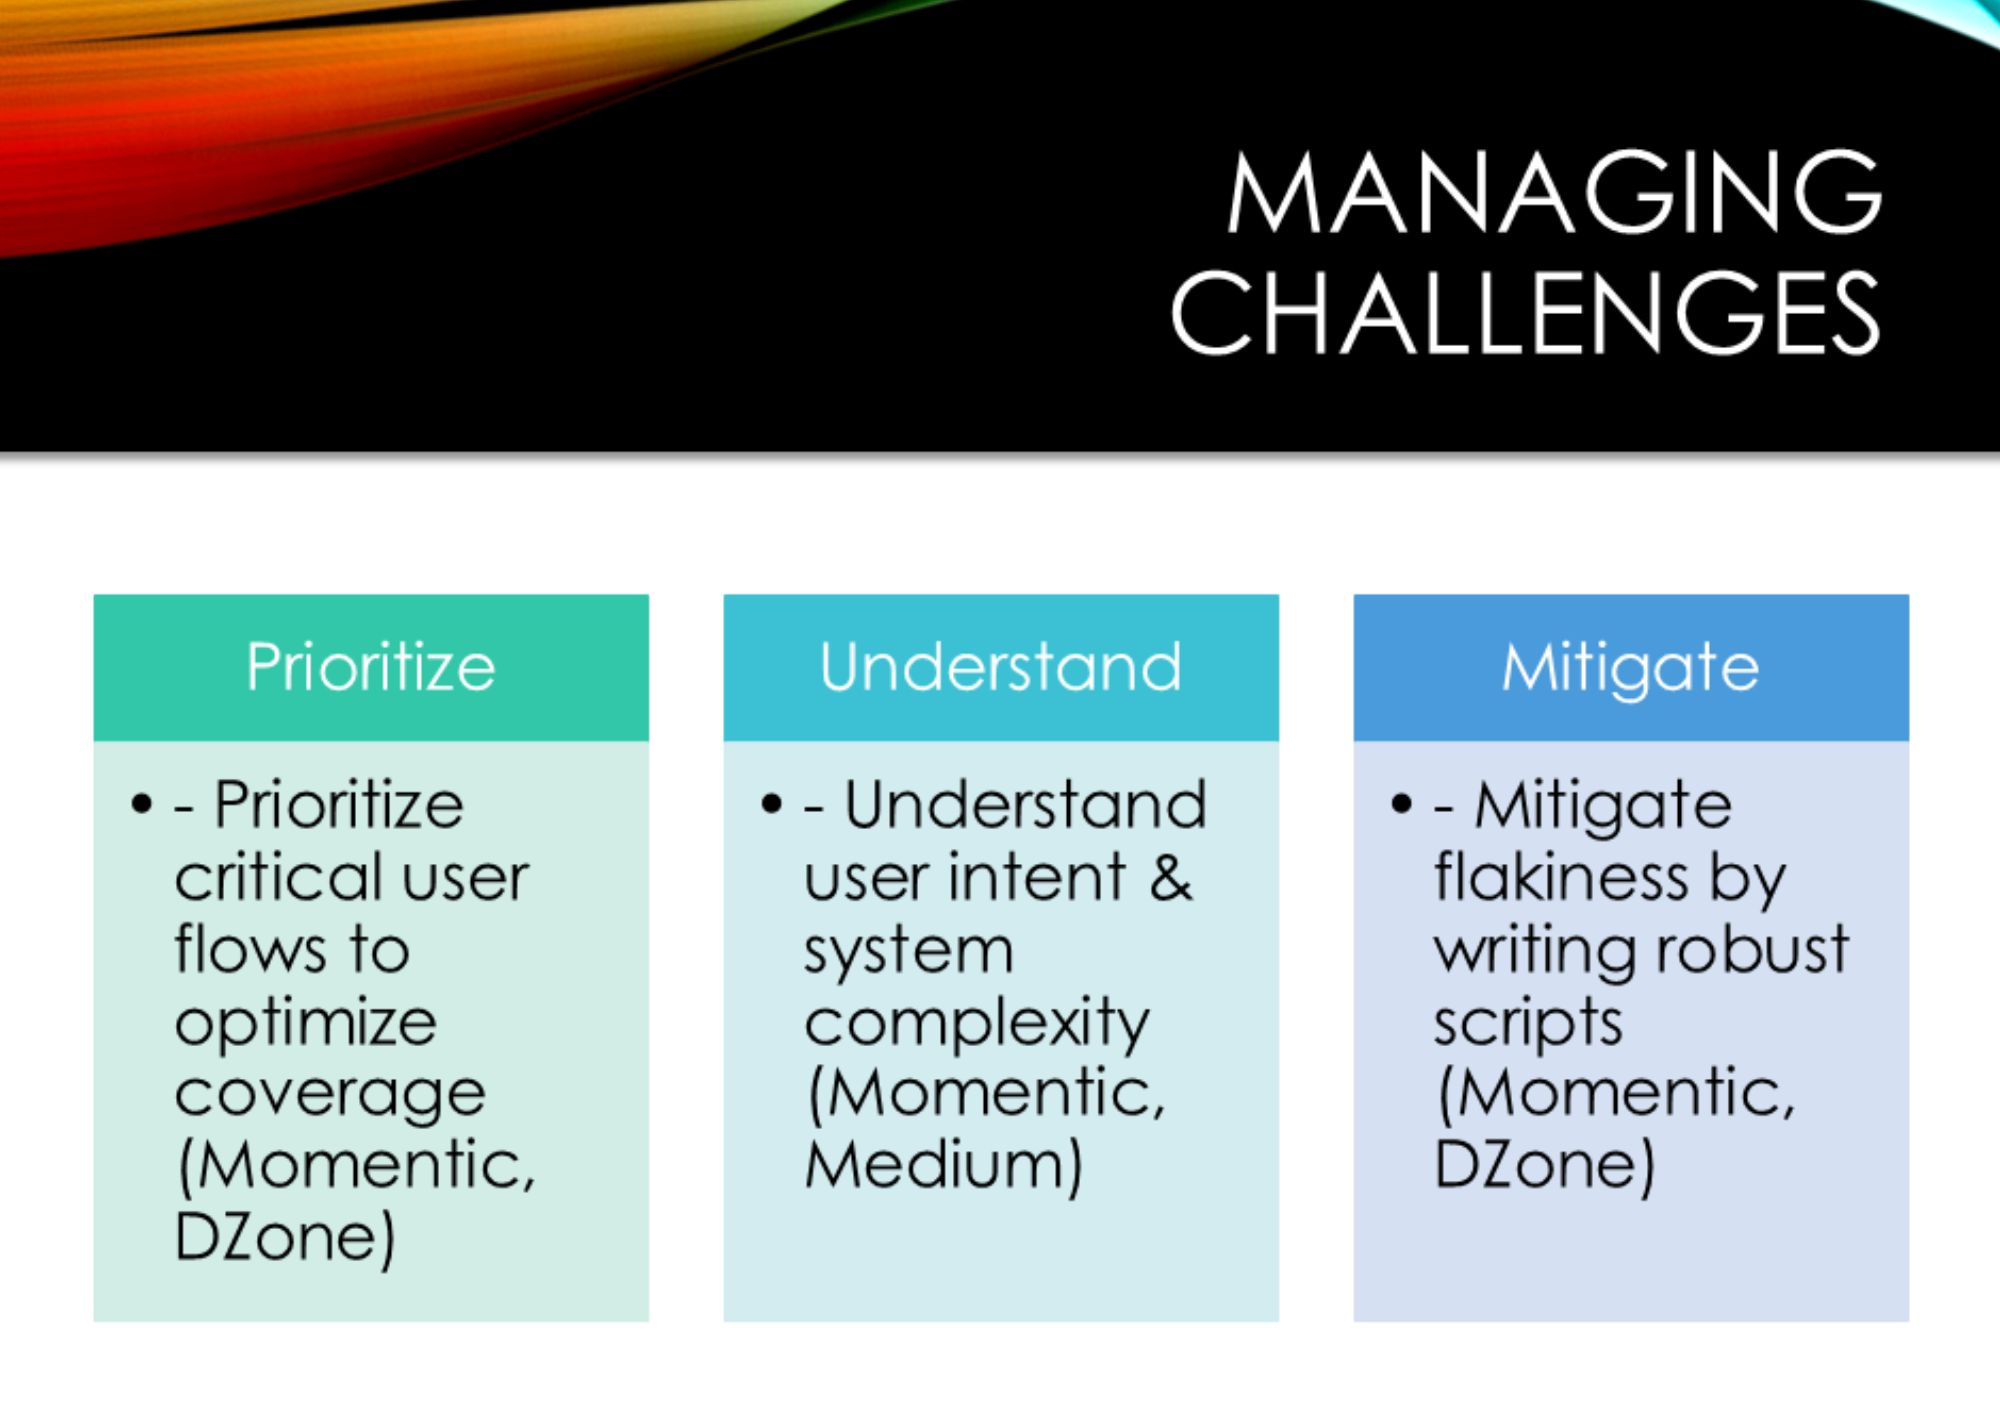 MANAGING
CHALLENGES
Prioritize
• - Prioritize
critical user
flows to
optimize
coverage
(Momentic,
DZone)
Understand
• - Understand
user intent &
system
complexity
(Momentic,
Medium)
Mitigate
• - Mitigate
flakiness by
writing robust
scripts
(Momentic,
DZone)